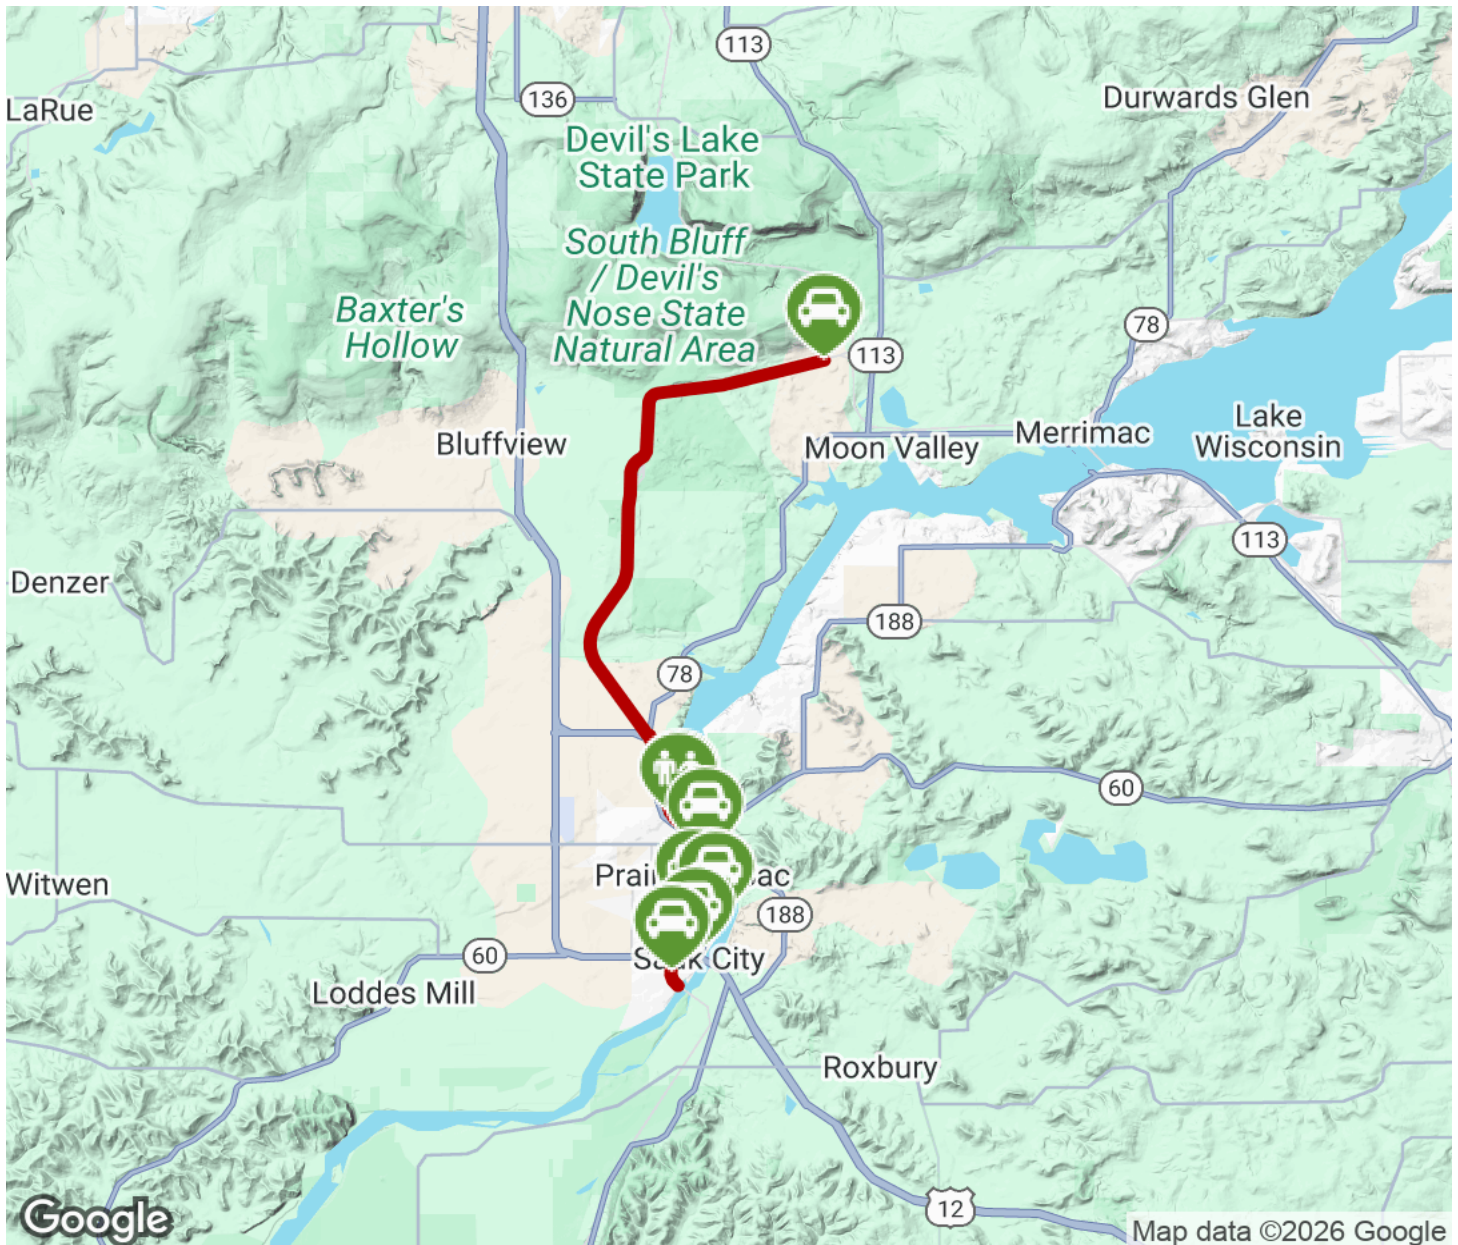 113
136
LaRue
Durwards Glen
Devil's Lake
State Park
South Bluff
/ Devil's
Nose State
Natural Area
Baxter's
Hollow
78
113
Bluffview
Moon Valley
Merrimac
Lake
Wisconsin
113
Denzer
188
78
60
Witwen
188
60
Sauk City
Loddes Mill
Roxbury
12
Google
Map data ©2026 Google